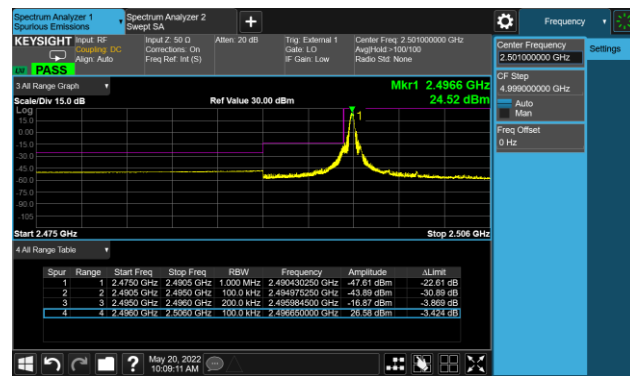 Spectrum Analyzer 1
Spurious Emissions
Spectrum Analyzer 2
Swept SA
Frequency
KEYSIGHT
Input: RF
Coupling: DC
Align: Auto
Input Z: 50 Ω
Corrections: On
Freq Ref: Int (S)
Atten: 20 dB
Trig: External 1
Gate: LO
IF Gain: Low
Center Freq: 2.501000000 GHz
Avg|Hold:>100/100
Radio Std: None
LW PASS
Center Frequency
2.501000000 GHz
Settings
CF Step
4.999000000 GHz
Auto
Man
Freq Offset
0 Hz
3 All Range Graph
Mkr1 2.4966 GHz
Scale/Div 15.0 dB
Ref Value 30.00 dBm
24.52 dBm
Log
15.0
0.00
-15.0
-30.0
-45.0
-60.0
-75.0
-90.0
-105
1
Start 2.475 GHz
Stop 2.506 GHz
4 All Range Table
Spur Range Start Freq Stop Freq RBW Frequency Amplitude ΔLimit
1 1 2.4750 GHz 2.4905 GHz 1.000 MHz 2.490430250 GHz -47.61 dBm -22.61 dB
2 2 2.4905 GHz 2.4950 GHz 100.0 kHz 2.494975250 GHz -43.89 dBm -30.89 dB
3 3 2.4950 GHz 2.4960 GHz 200.0 kHz 2.495984500 GHz -16.87 dBm -3.869 dB
4 4 2.4960 GHz 2.5060 GHz 100.0 kHz 2.496650000 GHz 26.58 dBm -3.424 dB
May 20, 2022
10:09:11 AM